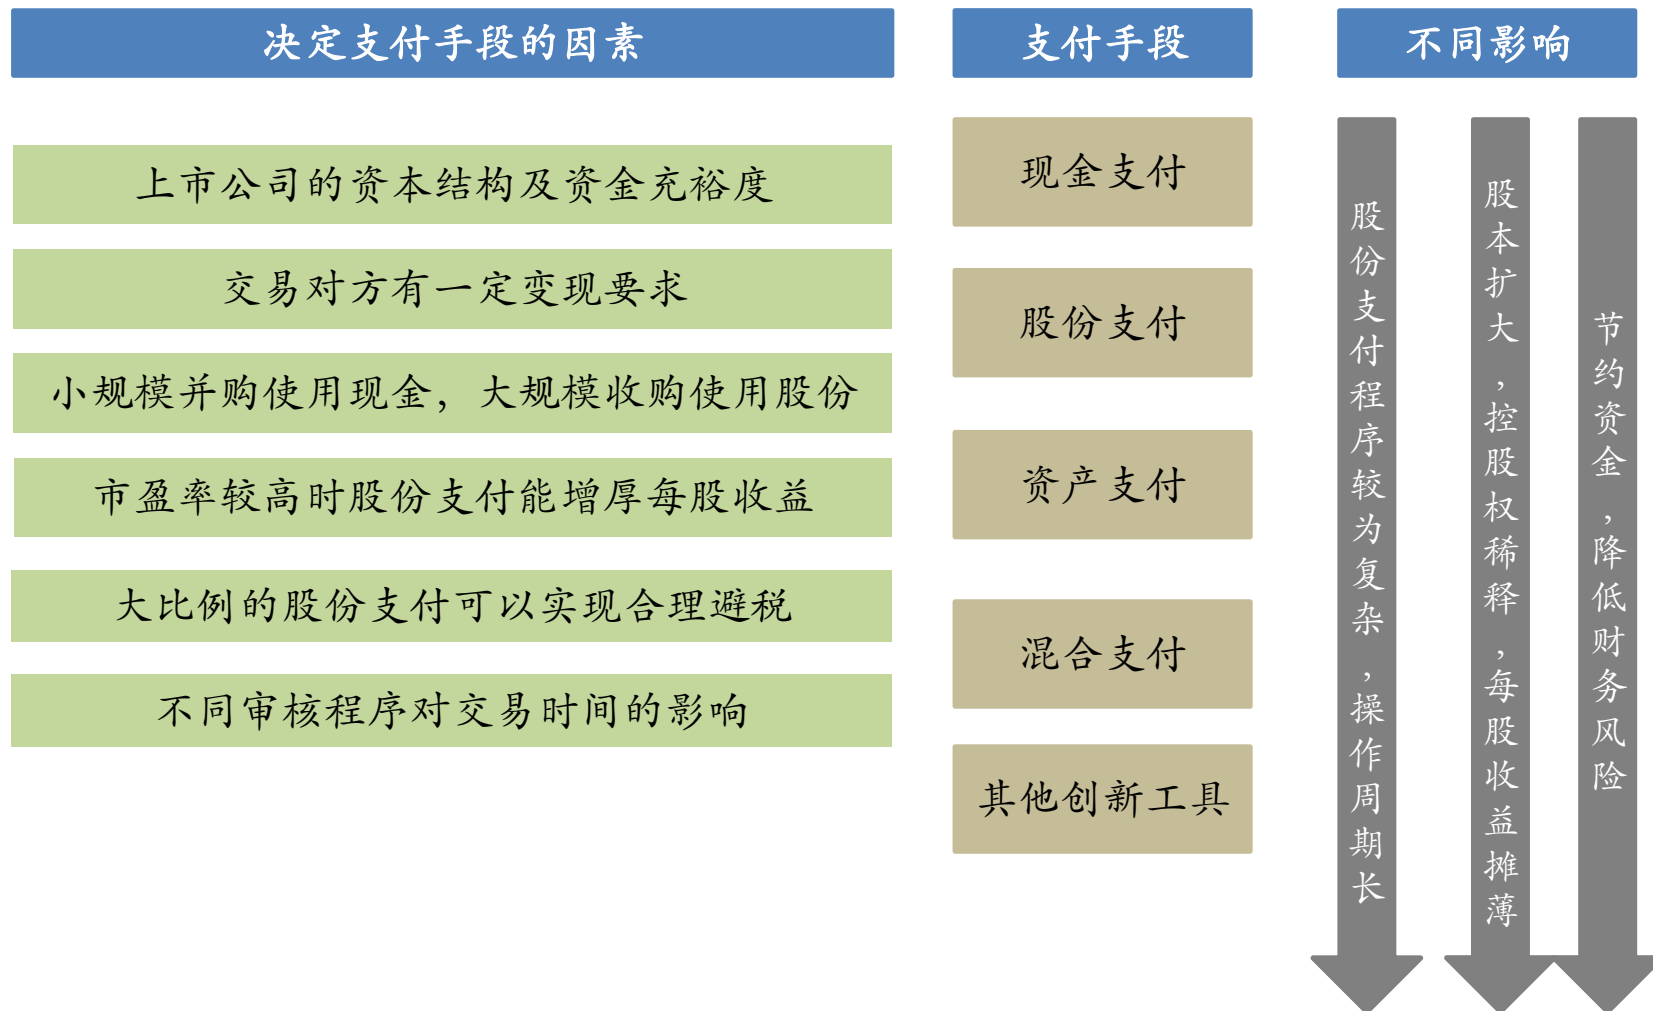 决定支付手段的因素
上市公司的资本结构及资金充裕度
交易对方有一定变现要求
小规模并购使用现金，大规模收购使用股份
市盈率较高时股份支付能增厚每股收益
大比例的股份支付可以实现合理避税
不同审核程序对交易时间的影响
支付手段
现金支付
股份支付
资产支付
混合支付
其他创新工具
不同影响
股份支付程序较为复杂，操作周期长
股本扩大，控股权稀释，每股收益摊薄
节约资金，降低财务风险